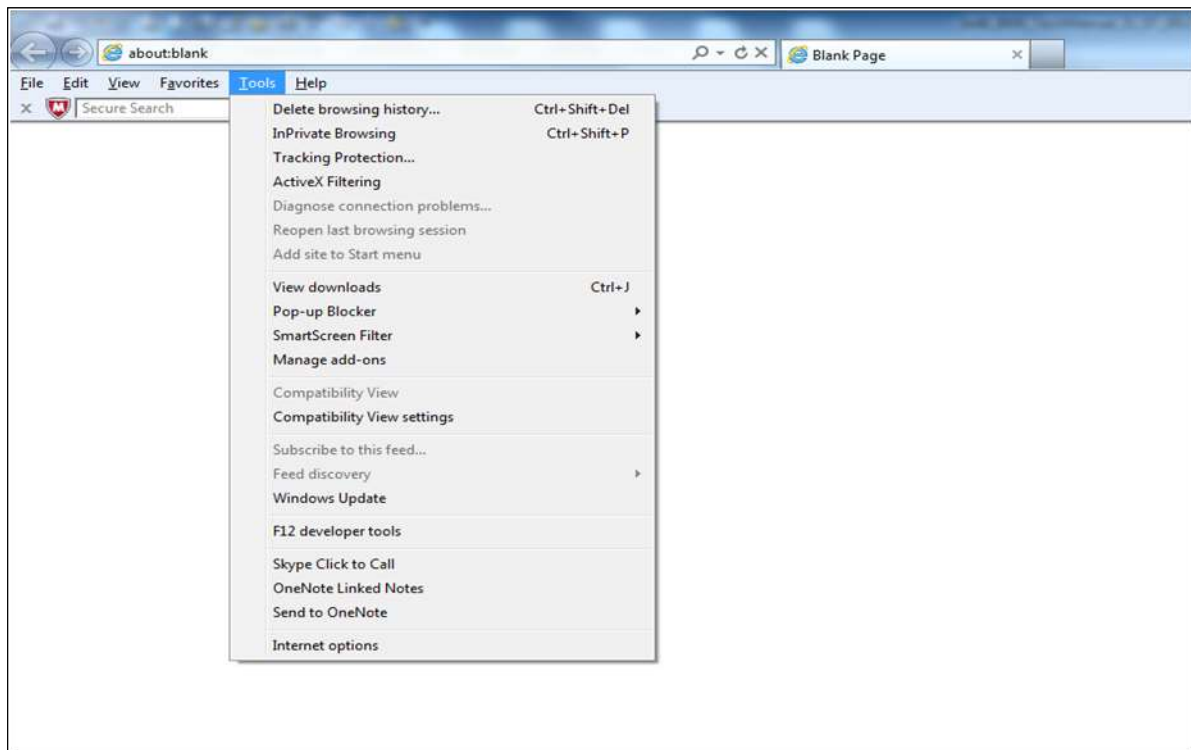 about:blank
Blank Page
File Edit View Favorites Tools Help
Secure Search
Delete browsing history... Ctrl+Shift+Del
InPrivate Browsing Ctrl+Shift+P
Tracking Protection...
ActiveX Filtering
Diagnose connection problems...
Reopen last browsing session
Add site to Start menu
View downloads Ctrl+J
Pop-up Blocker
SmartScreen Filter
Manage add-ons
Compatibility View
Compatibility View settings
Subscribe to this feed...
Feed discovery
Windows Update
F12 developer tools
Skype Click to Call
OneNote Linked Notes
Send to OneNote
Internet options